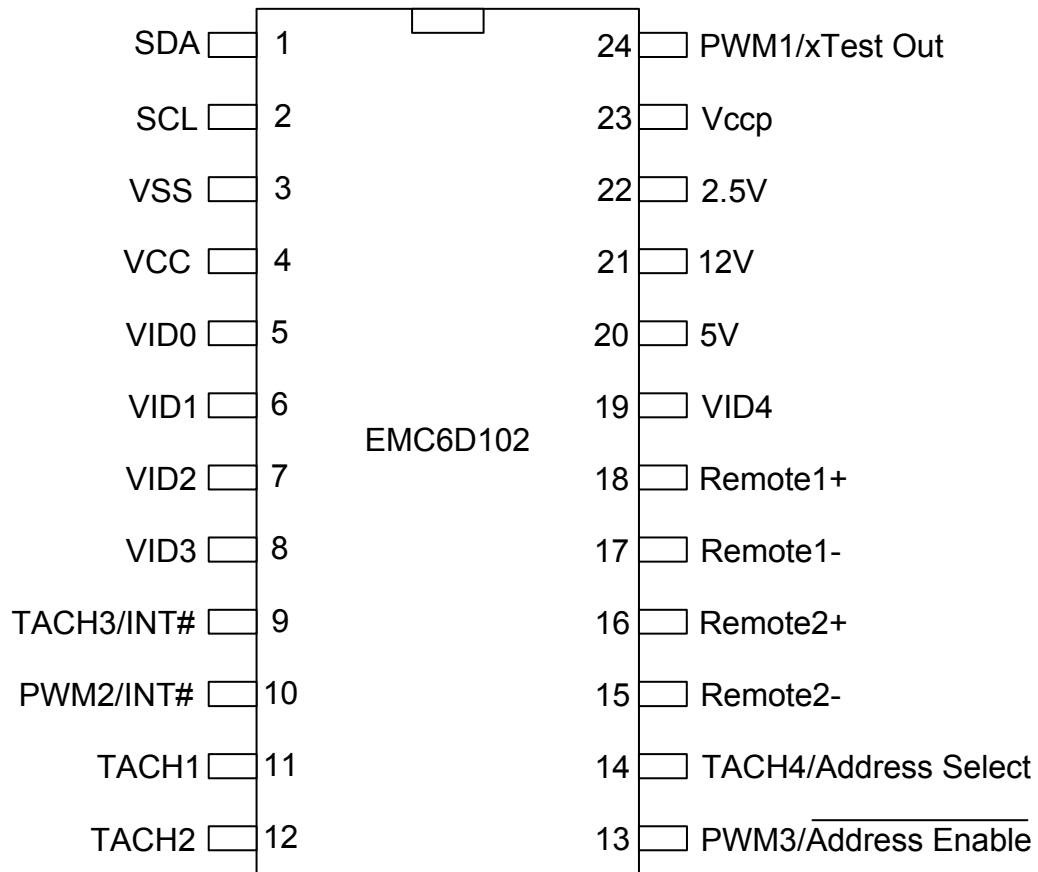 SDA 1 24 PWM1/xTest Out
SCL 2 23 Vccp
VSS 3 22 2.5V
VCC 4 21 12V
VID0 5 20 5V
VID1 6 19 VID4
EMC6D102
VID2 7 18 Remote1+
VID3 8 17 Remote1-
TACH3/INT# 9 16 Remote2+
PWM2/INT# 10 15 Remote2-
TACH1 11 14 TACH4/Address Select
TACH2 12 13 PWM3/Address Enable